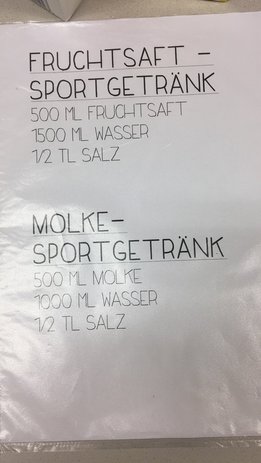 FRUCHTSAFT -
SPORTGETRÄNK
500 ML FRUCHTSAFT
1500 ML WASSER
1/2 TL SALZ
MOLKE-
SPORTGETRÄNK
500 ML MOLKE
1000 ML WASSER
1/2 TL SALZ